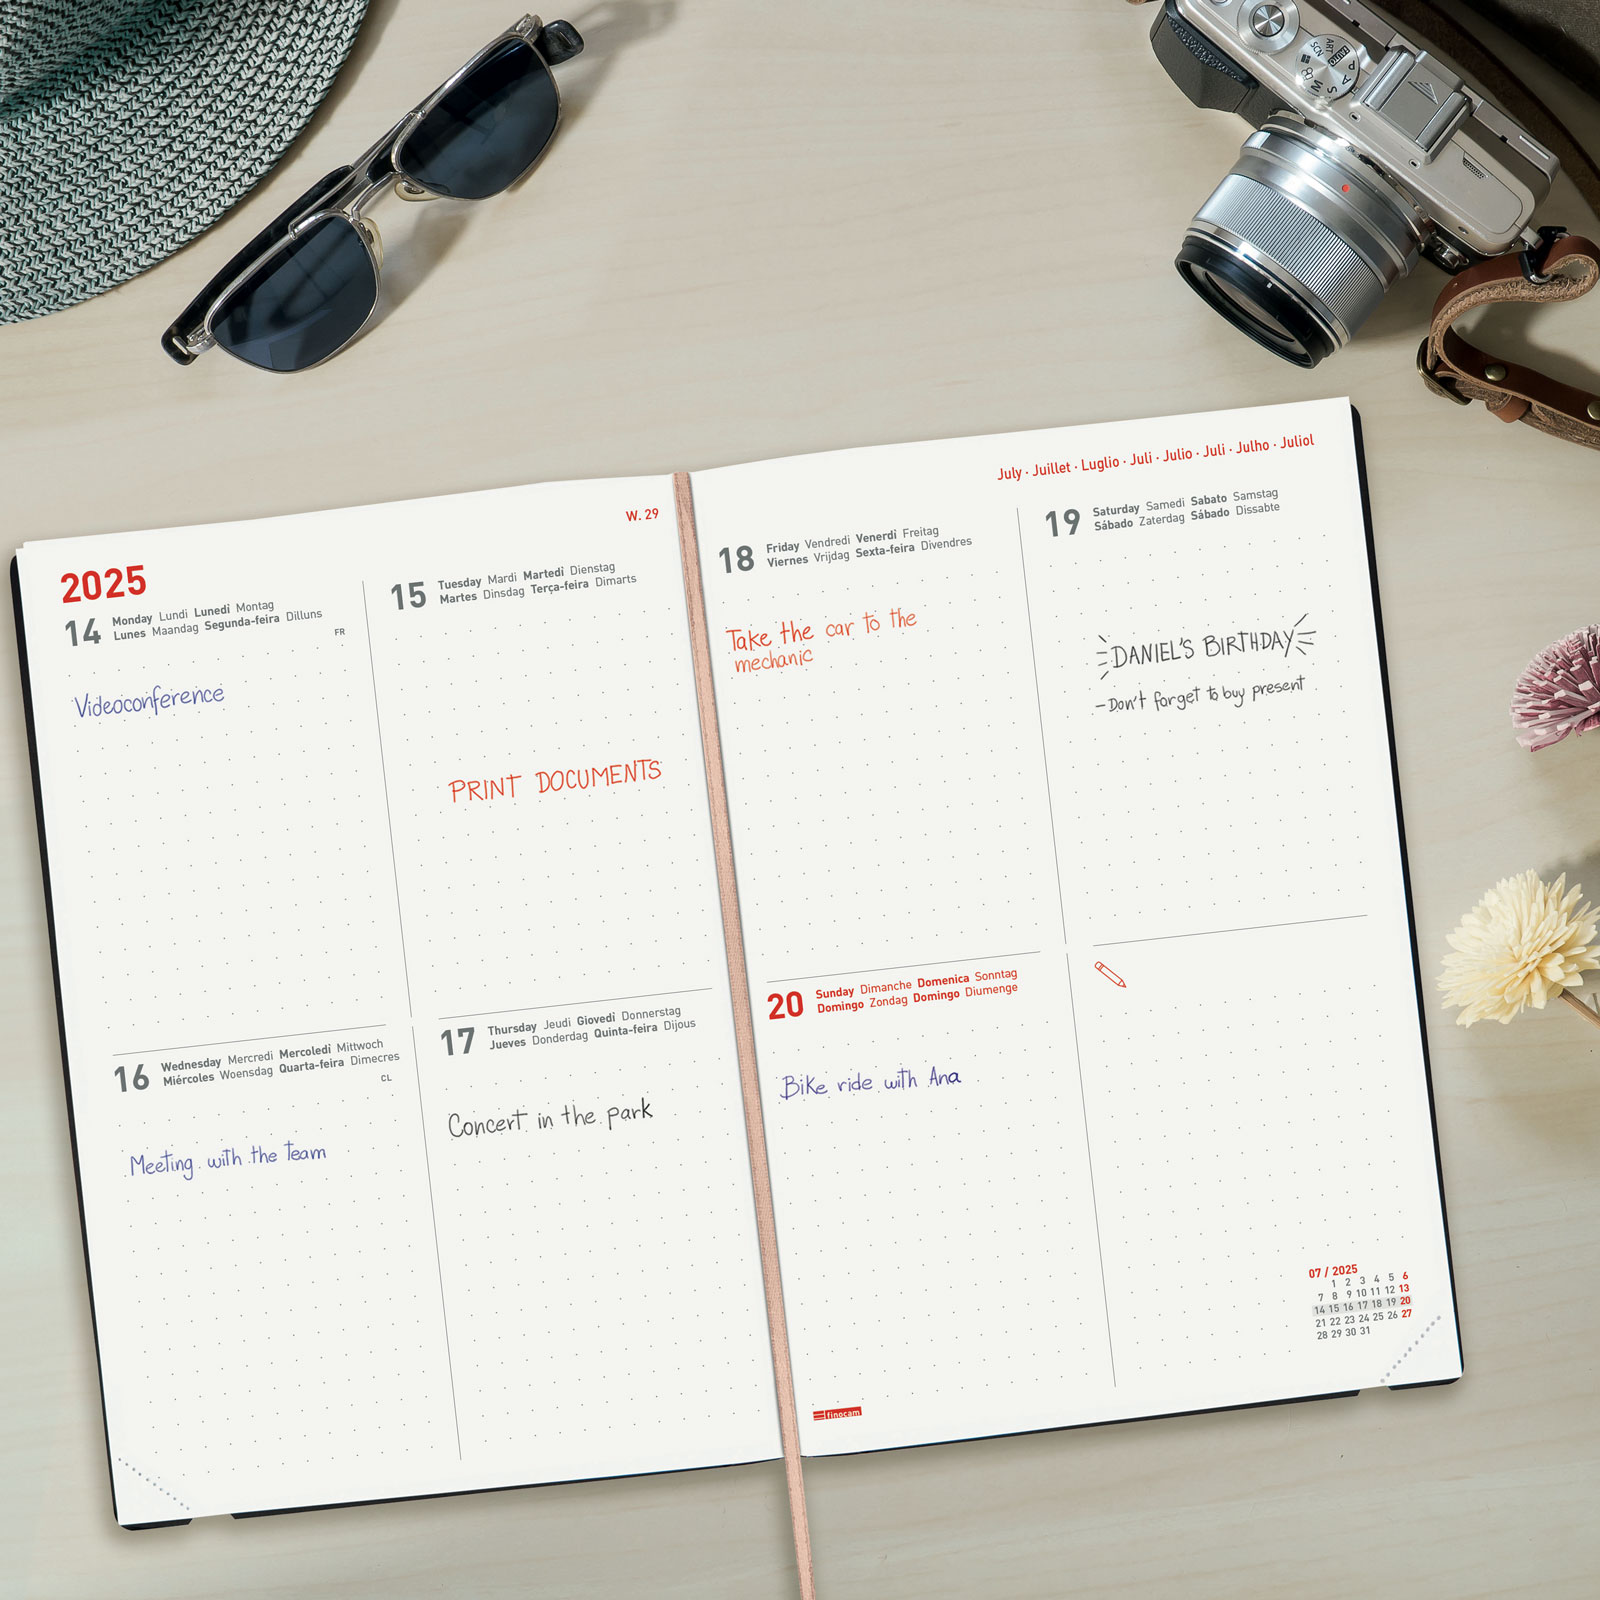 W. 29
2025
14 Monday Lundi Lunedì Montag
Lunes Maandag Segunda-feira Dilluns
FR
Videoconference
15 Tuesday Mardi Martedì Dienstag
Martes Dinsdag Terça-feira Dimarts
PRINT DOCUMENTS
16 Wednesday Mercredi Mercoledì Mittwoch
Miércoles Woensdag Quarta-feira Dimecres
CL
Meeting with the team
17 Thursday Jeudi Giovedì Donnerstag
Jueves Donderdag Quinta-feira Dijous
Concert in the park
July · Juillet · Luglio · Juli · Julio · Juli · Julho · Juliol
18 Friday Vendredi Venerdì Freitag
Viernes Vrijdag Sexta-feira Divendres
Take the car to the
mechanic
19 Saturday Samedi Sabato Samstag
Sábado Zaterdag Sábado Dissabte
DANIEL'S BIRTHDAY
- Don't forget to buy present
20 Sunday Dimanche Domenica Sonntag
Domingo Zondag Domingo Diumenge
Bike ride with Ana
07 / 2025
1 2 3 4 5 6
7 8 9 10 11 12 13
14 15 16 17 18 19 20
21 22 23 24 25 26 27
28 29 30 31
finocam
ART AUTO P A S M SCN